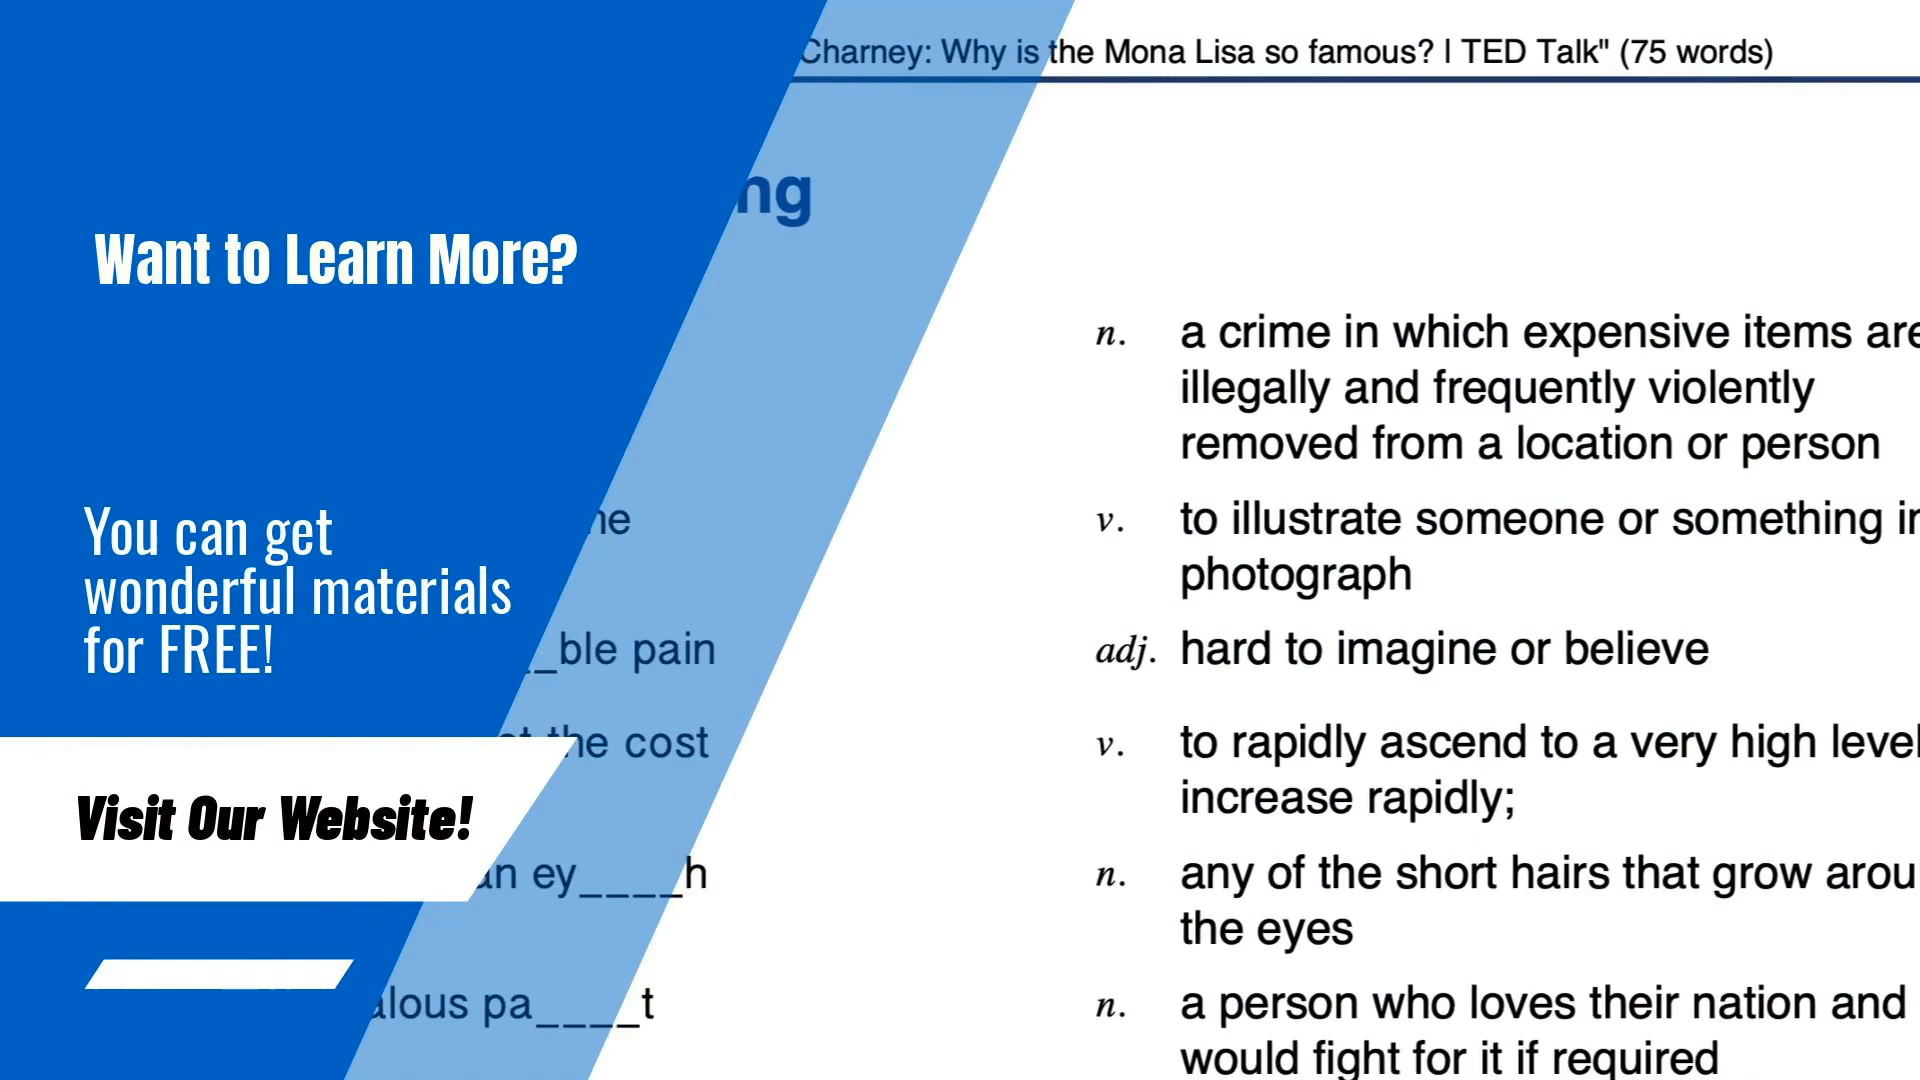 Charney: Why is the Mona Lisa so famous? | TED Talk" (75 words)
ng
Want to Learn More?
You can get
wonderful materials
for FREE!
Visit Our Website!
n. a crime in which expensive items are
illegally and frequently violently
removed from a location or person
v. to illustrate someone or something in
photograph
_ble pain adj. hard to imagine or believe
the cost v. to rapidly ascend to a very high level
increase rapidly;
an ey____h n. any of the short hairs that grow arou
the eyes
alous pa____t n. a person who loves their nation and
would fight for it if required